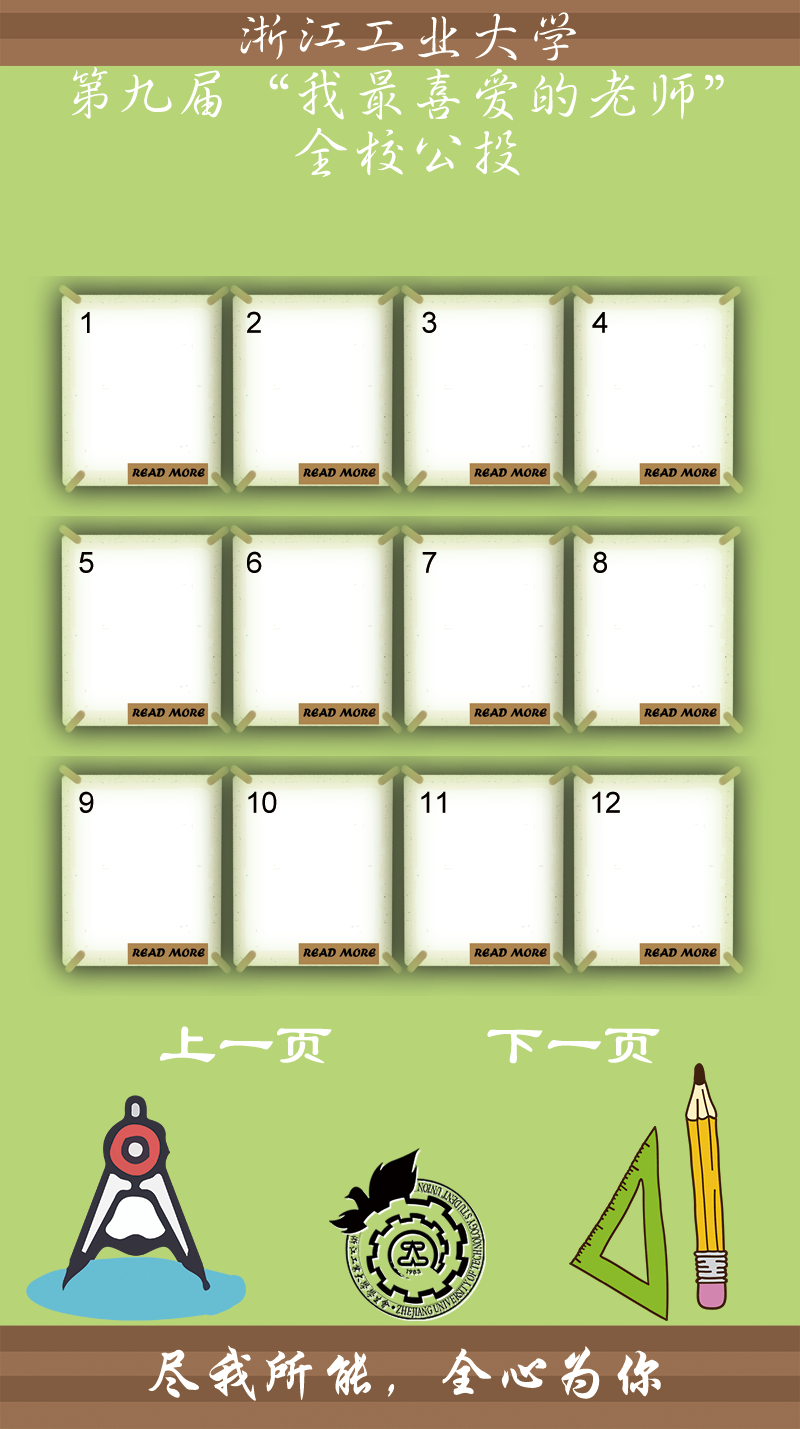 浙江工业大学
第九届“我最喜爱的老师”
全校公投
1
2
3
4
READ MORE
READ MORE
READ MORE
READ MORE
5
6
7
8
READ MORE
READ MORE
READ MORE
READ MORE
9
10
11
12
READ MORE
READ MORE
READ MORE
READ MORE
上一页
下一页
浙江工业大学学生会
ZHEJIANG UNIVERSITY OF TECHNOLOGY STUDENT UNION
1953
尽我所能，全心为你